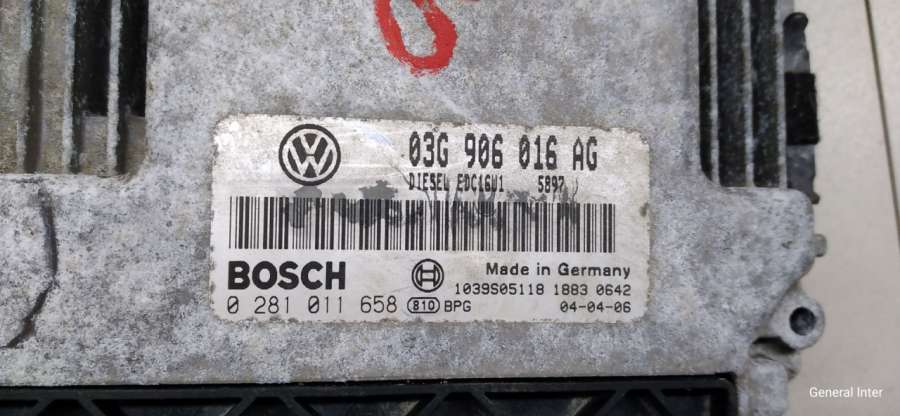 03G 906 016 AG
DIESEL EDC16U1 5897
BOSCH
Made in Germany
1039S05118 1883 0642
0 281 011 658 810 BPG 04-04-06
General Inter